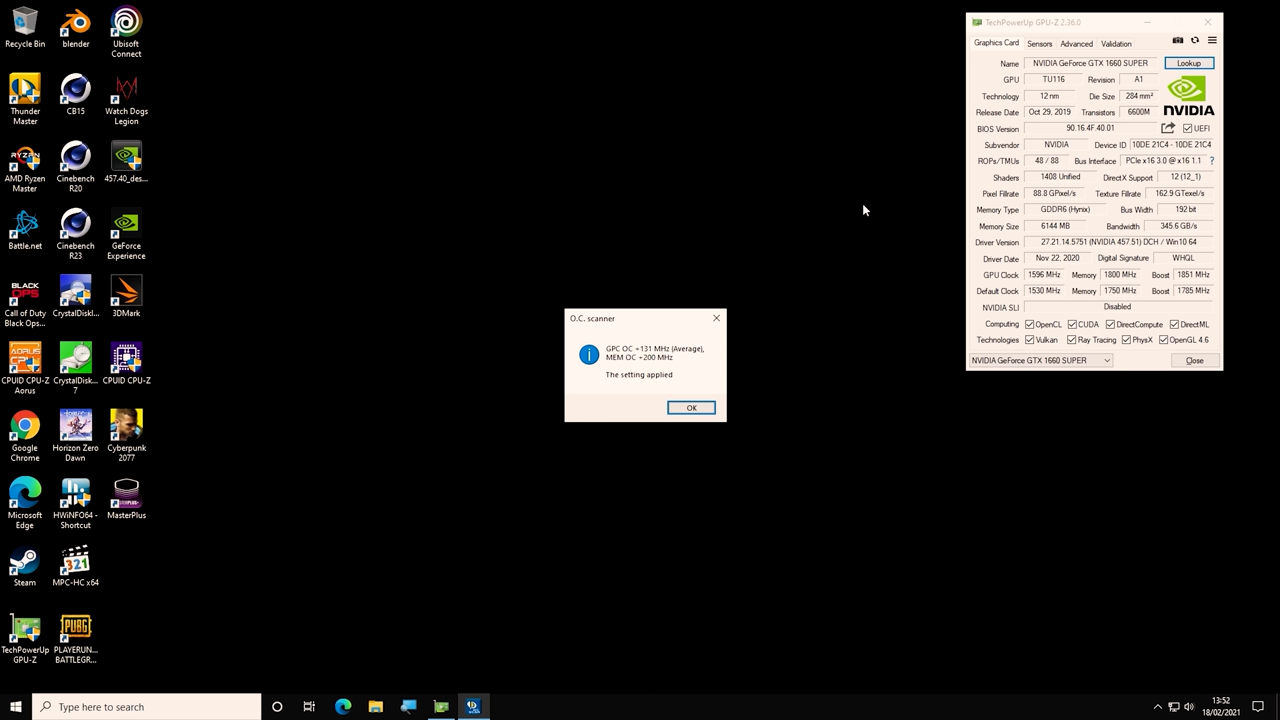 Recycle Bin
blender
Ubisoft
Connect
Thunder
Master
CB15
Watch Dogs
Legion
RYZEN
AMD Ryzen
Master
Cinebench
R20
457.40_des...
Battle.net
Cinebench
R23
GeForce
Experience
BLACK
OPS
Call of Duty
Black Ops...
CrystalDiskI...
3DMark
AORUS
CPU-Z
CPUID CPU-Z
Aorus
CrystalDisk...
7
CPUID CPU-Z
Google
Chrome
Horizon Zero
Dawn
Cyberpunk
2077
Microsoft
Edge
HWiNFO64 -
Shortcut
MasterPlus
Steam
321
MPC-HC x64
TechPowerUp
GPU-Z
PUBG
PLAYERUN...
BATTLEGR...
O.C. scanner
GPC OC +131 MHz (Average),
MEM OC +200 MHz
The setting applied
OK
TechPowerUp GPU-Z 2.36.0
Graphics Card Sensors Advanced Validation
Name NVIDIA GeForce GTX 1660 SUPER Lookup
GPU TU116 Revision A1
Technology 12 nm Die Size 284 mm²
Release Date Oct 29, 2019 Transistors 6600M
NVIDIA
BIOS Version 90.16.4F.40.01 UEFI
Subvendor NVIDIA Device ID 10DE 21C4 - 10DE 21C4
ROPs/TMUs 48 / 88 Bus Interface PCIe x16 3.0 @ x16 1.1 ?
Shaders 1408 Unified DirectX Support 12 (12_1)
Pixel Fillrate 88.8 GPixel/s Texture Fillrate 162.9 GTexel/s
Memory Type GDDR6 (Hynix) Bus Width 192 bit
Memory Size 6144 MB Bandwidth 345.6 GB/s
Driver Version 27.21.14.5751 (NVIDIA 457.51) DCH / Win10 64
Driver Date Nov 22, 2020 Digital Signature WHQL
GPU Clock 1596 MHz Memory 1800 MHz Boost 1851 MHz
Default Clock 1530 MHz Memory 1750 MHz Boost 1785 MHz
NVIDIA SLI Disabled
Computing OpenCL CUDA DirectCompute DirectML
Technologies Vulkan Ray Tracing PhysX OpenGL 4.6
NVIDIA GeForce GTX 1660 SUPER Close
Type here to search
13:52
18/02/2021